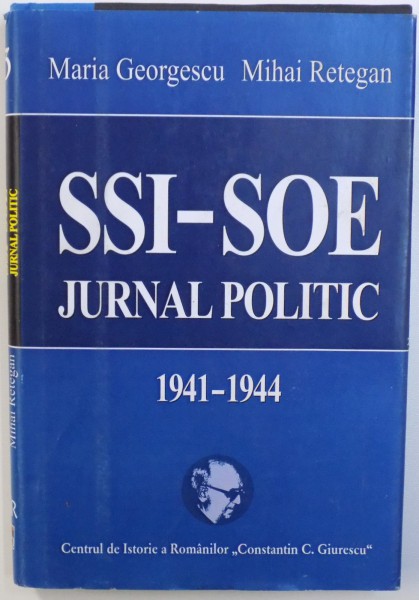 Maria Georgescu Mihai Retegan
SSI-SOE
JURNAL POLITIC
1941-1944
Centrul de Istorie a Românilor „Constantin C. Giurescu"
JURNAL POLITIC
Mihai Retegan